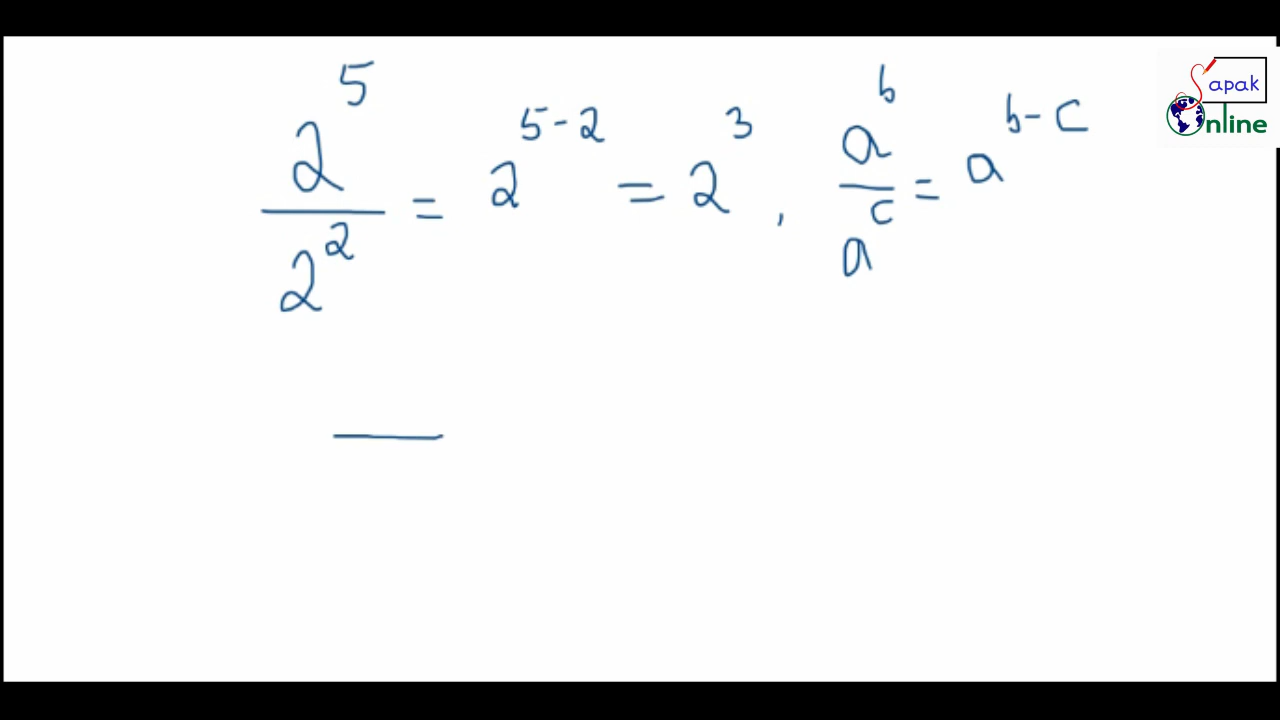 2^5/2^2 = 2^(5-2) = 2^3 , a^b/a^c = a^(b-c)
Sapak
Online